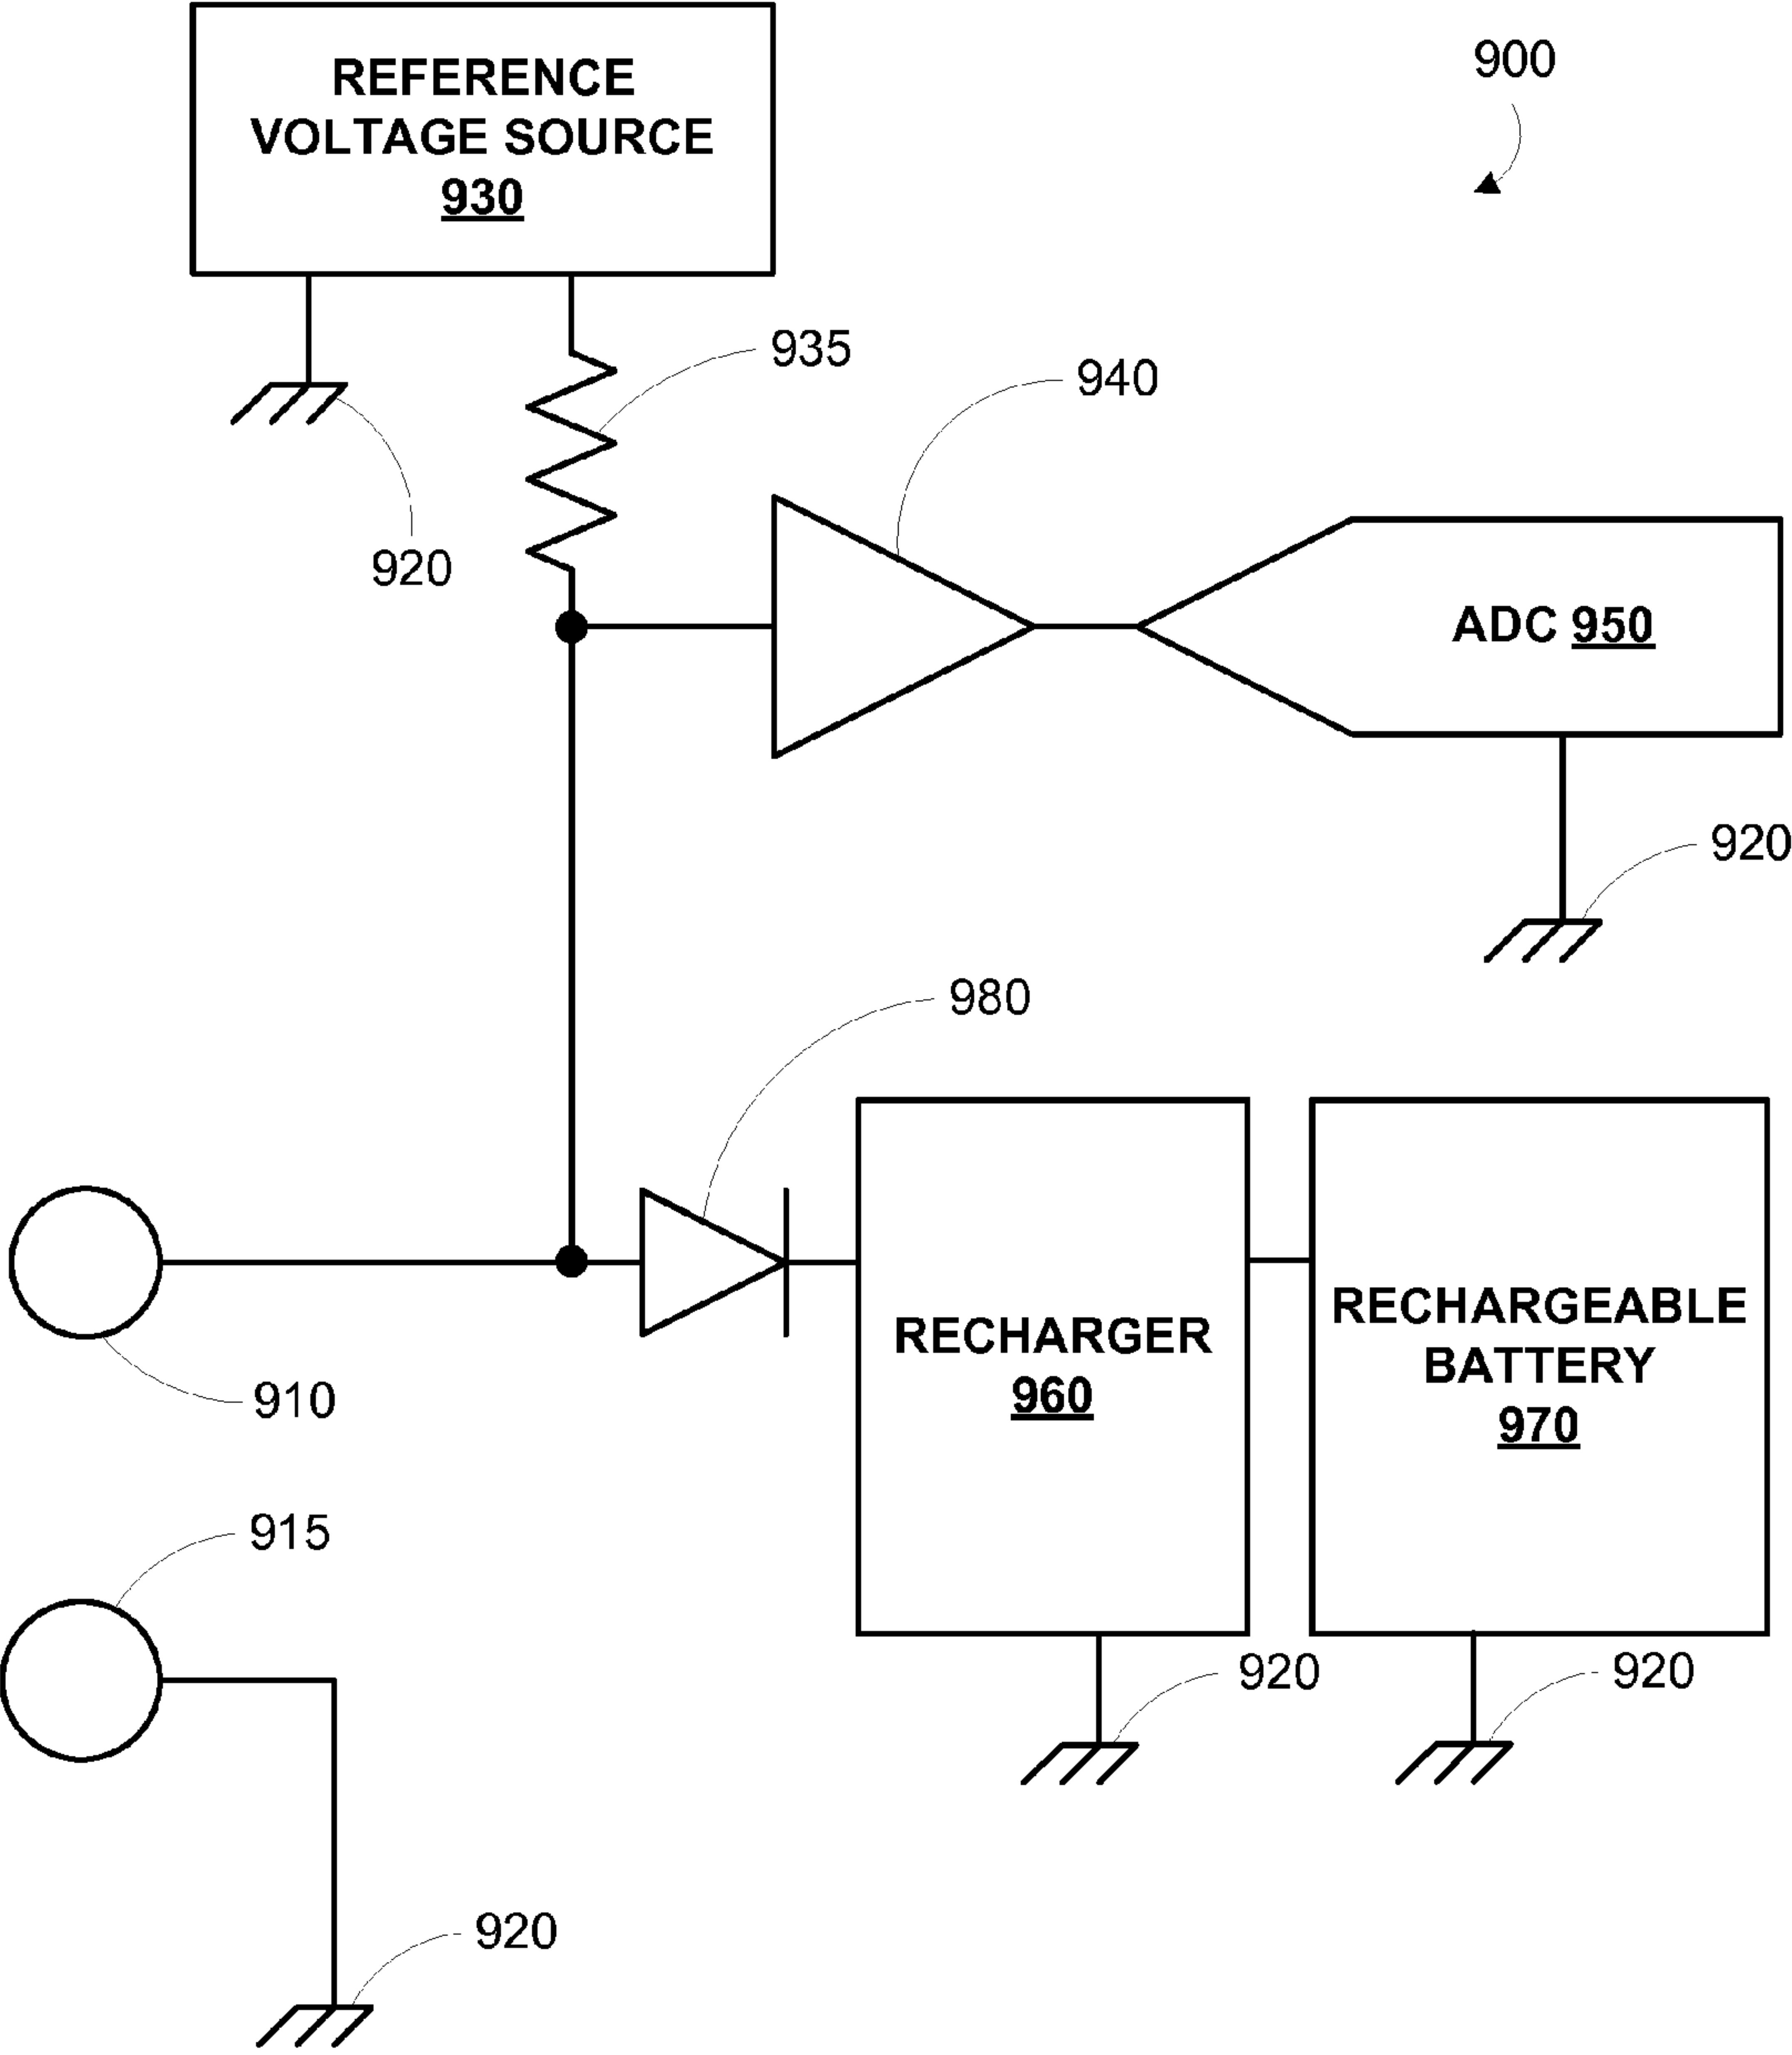 REFERENCE
VOLTAGE SOURCE
930
900
935
940
920
ADC 950
920
980
RECHARGER
960
RECHARGEABLE
BATTERY
970
910
915
920
920
920